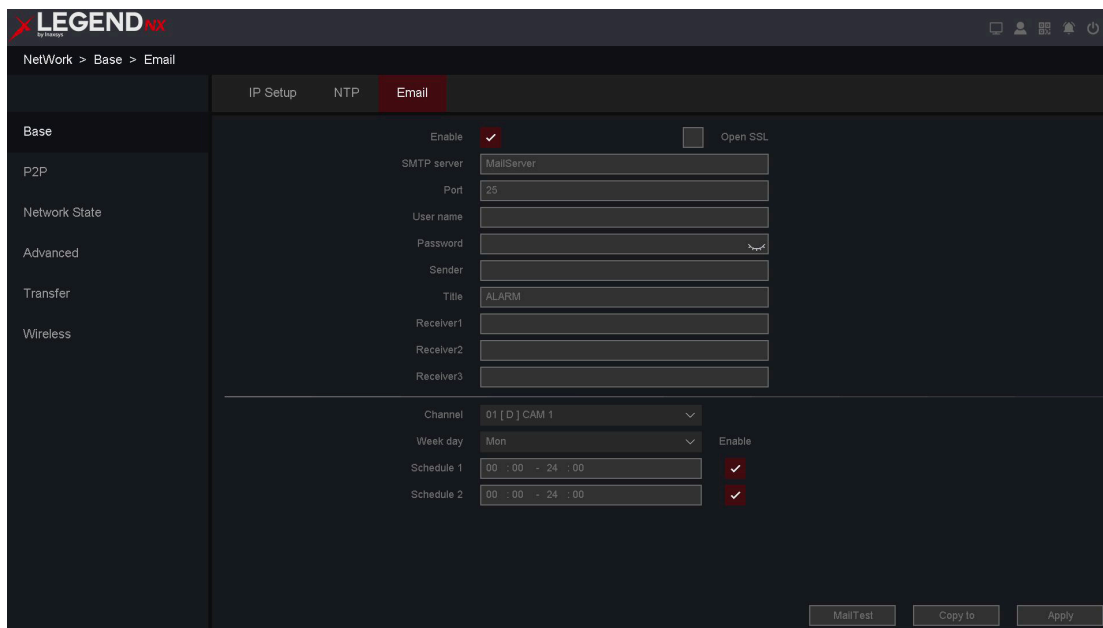 LEGEND NX
by Inaxsys
NetWork > Base > Email
IP Setup NTP Email
Base
P2P
Network State
Advanced
Transfer
Wireless
Enable Open SSL
SMTP server MailServer
Port 25
User name
Password
Sender
Title ALARM
Receiver1
Receiver2
Receiver3
Channel 01 [ D ] CAM 1
Week day Mon Enable
Schedule 1 00 : 00 - 24 : 00
Schedule 2 00 : 00 - 24 : 00
MailTest Copy to Apply